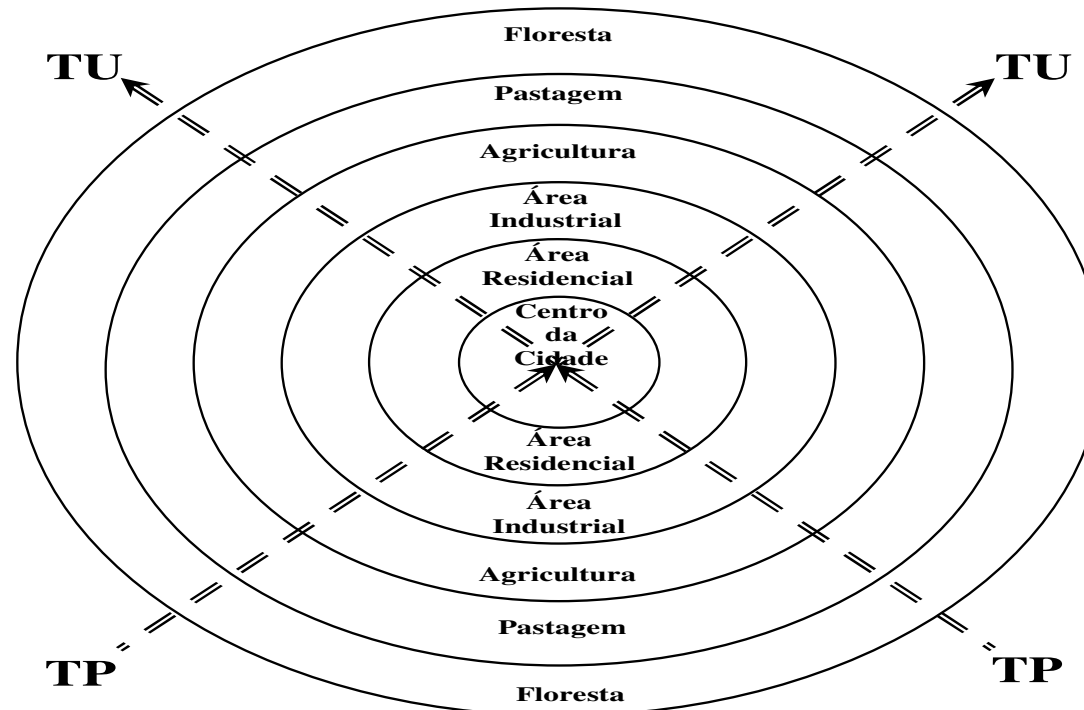 Floresta
TU
TU
Pastagem
Agricultura
Área
Industrial
Área
Residencial
Centro
da
Cidade
Área
Residencial
Área
Industrial
Agricultura
Pastagem
TP
TP
Floresta